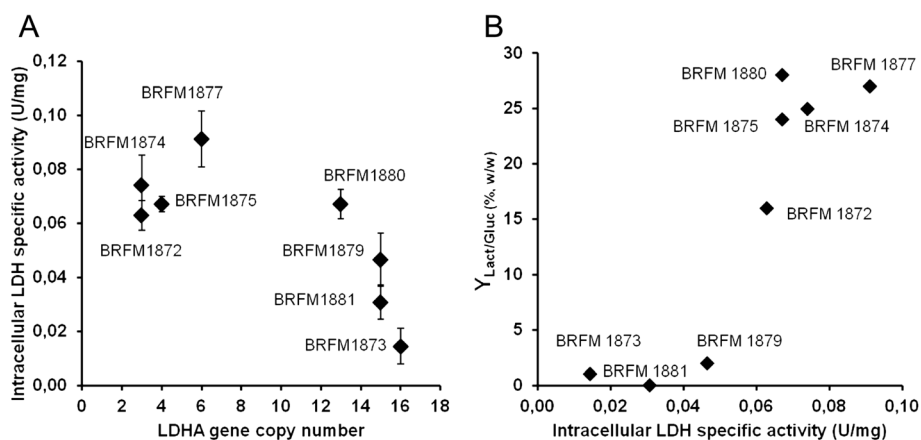 A
Intracellular LDH specific activity (U/mg)
0,12
0,10
0,08
0,06
0,04
0,02
0,00
0 2 4 6 8 10 12 14 16 18
LDHA gene copy number
BRFM1877
BRFM1874
BRFM1875
BRFM1872
BRFM1880
BRFM1879
BRFM1881
BRFM1873
B
Y Lact/Gluc (%, w/w)
30
25
20
15
10
5
0
0,00 0,02 0,04 0,06 0,08 0,10
Intracellular LDH specific activity (U/mg)
BRFM 1877
BRFM 1880
BRFM 1875
BRFM 1874
BRFM 1872
BRFM 1873
BRFM 1879
BRFM 1881